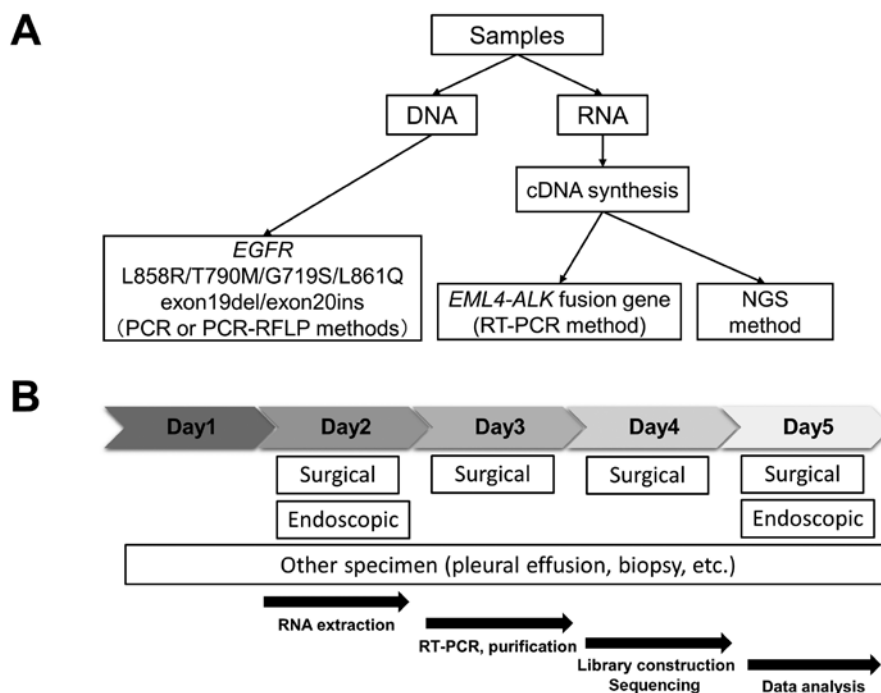 A
Samples
DNA
RNA
cDNA synthesis
EGFR
L858R/T790M/G719S/L861Q
exon19del/exon20ins
(PCR or PCR-RFLP methods)
EML4-ALK fusion gene
(RT-PCR method)
NGS
method
B
Day1
Day2
Day3
Day4
Day5
Surgical
Surgical
Surgical
Surgical
Endoscopic
Endoscopic
Other specimen (pleural effusion, biopsy, etc.)
RNA extraction
RT-PCR, purification
Library construction
Sequencing
Data analysis